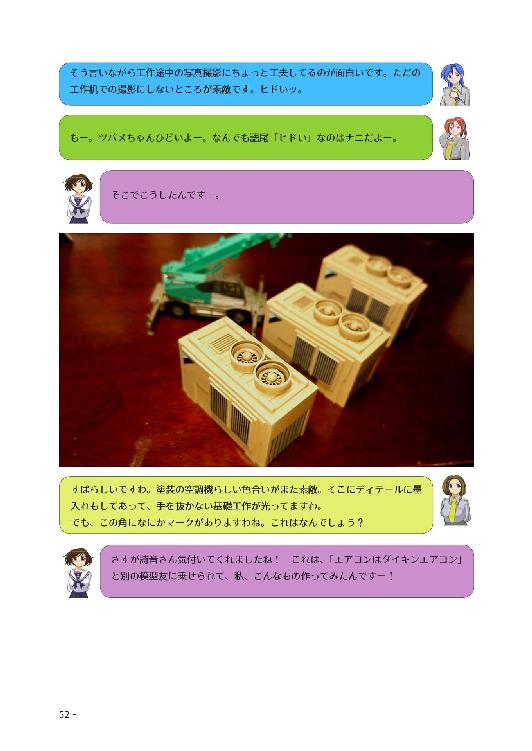 そう言いながら工作途中の写真撮影にちょっと工夫してるのが面白いです。ただの
工作机での撮影にしないところが素敵です。ヒドいッ。
もー。ツバメちゃんひどいよー。なんでも語尾「ヒドい」なのはナニだよー。
そこでこうしたんですー。
すばらしいですわ。塗装の空調機らしい色合いがまた素敵。そこにディテールに墨
入れもしてあって、手を抜かない基礎工作が光ってますわ。
でも、この角になにかマークがありますわね。これはなんでしょう？
さすが詩音さん気付いてくれましたね！　これは、「エアコンはダイキンエアコン」
と別の模型友に乗せられて、私、こんなもの作ってみたんですー！
52 -